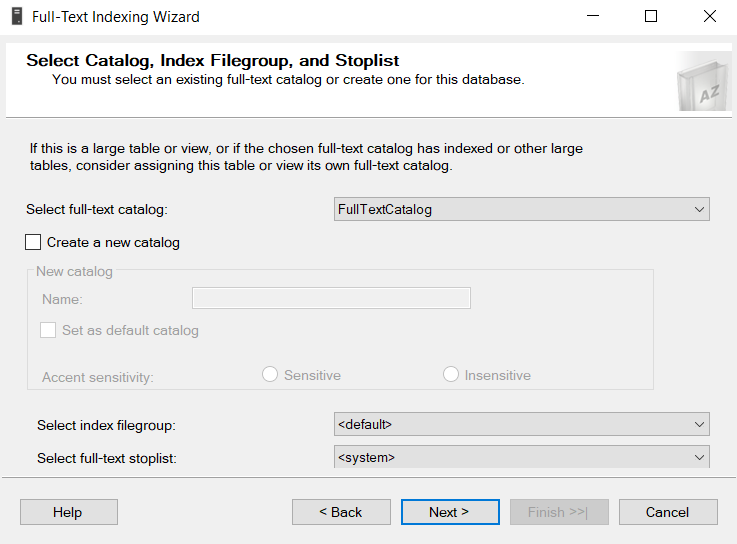 Full-Text Indexing Wizard
Select Catalog, Index Filegroup, and Stoplist
You must select an existing full-text catalog or create one for this database.
AZ
If this is a large table or view, or if the chosen full-text catalog has indexed or other large
tables, consider assigning this table or view its own full-text catalog.
Select full-text catalog: FullTextCatalog
Create a new catalog
New catalog
Name:
Set as default catalog
Accent sensitivity: Sensitive Insensitive
Select index filegroup: <default>
Select full-text stoplist: <system>
Help < Back Next > Finish >>| Cancel